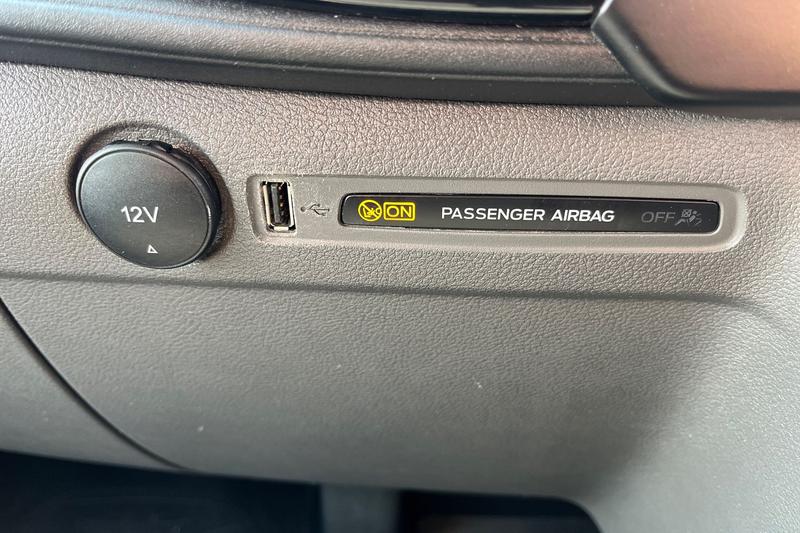 12V
ON PASSENGER AIRBAG OFF